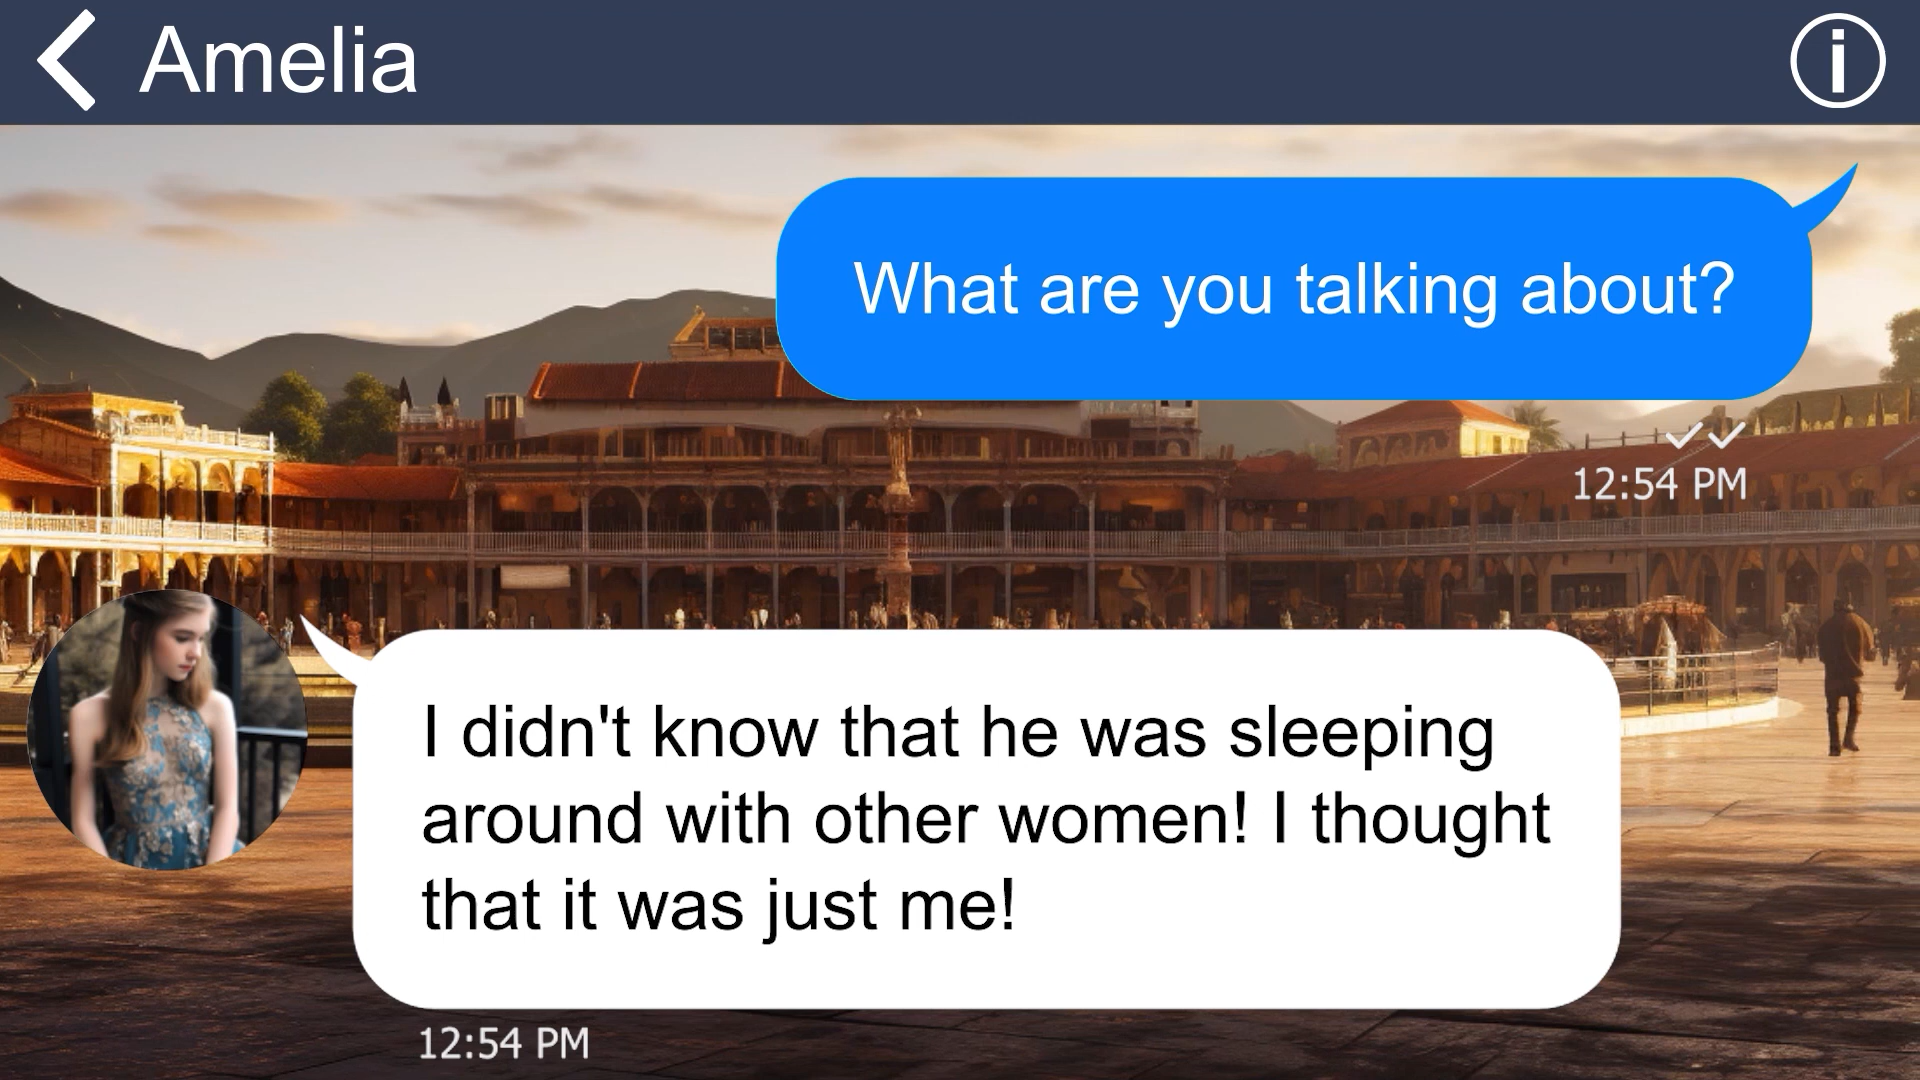 Amelia
What are you talking about?
12:54 PM
I didn't know that he was sleeping
around with other women! I thought
that it was just me!
12:54 PM